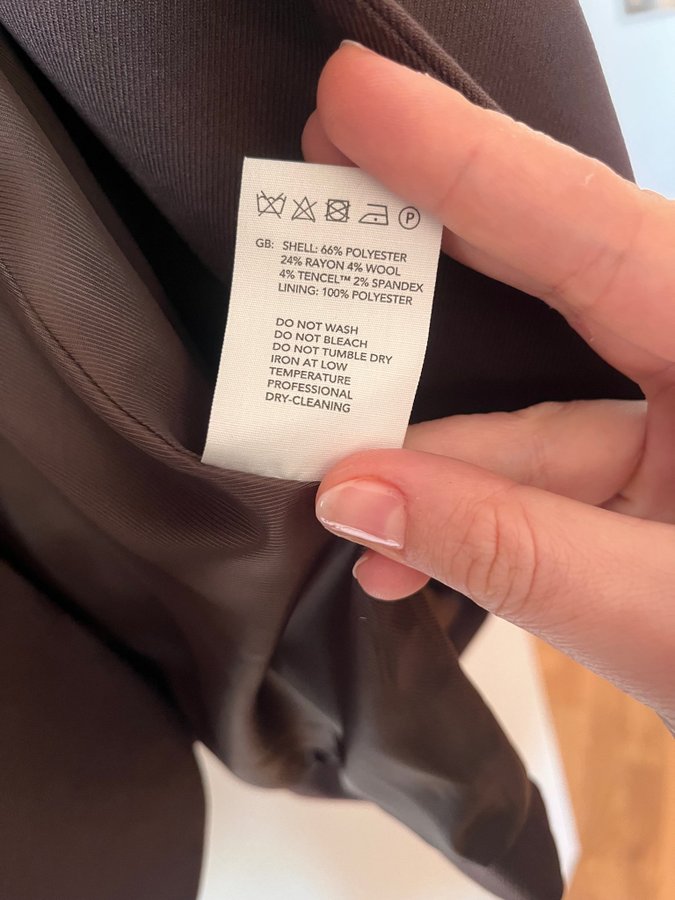 P
GB: SHELL: 66% POLYESTER
24% RAYON 4% WOOL
4% TENCEL™ 2% SPANDEX
LINING: 100% POLYESTER
DO NOT WASH
DO NOT BLEACH
DO NOT TUMBLE DRY
IRON AT LOW
TEMPERATURE
PROFESSIONAL
DRY-CLEANING